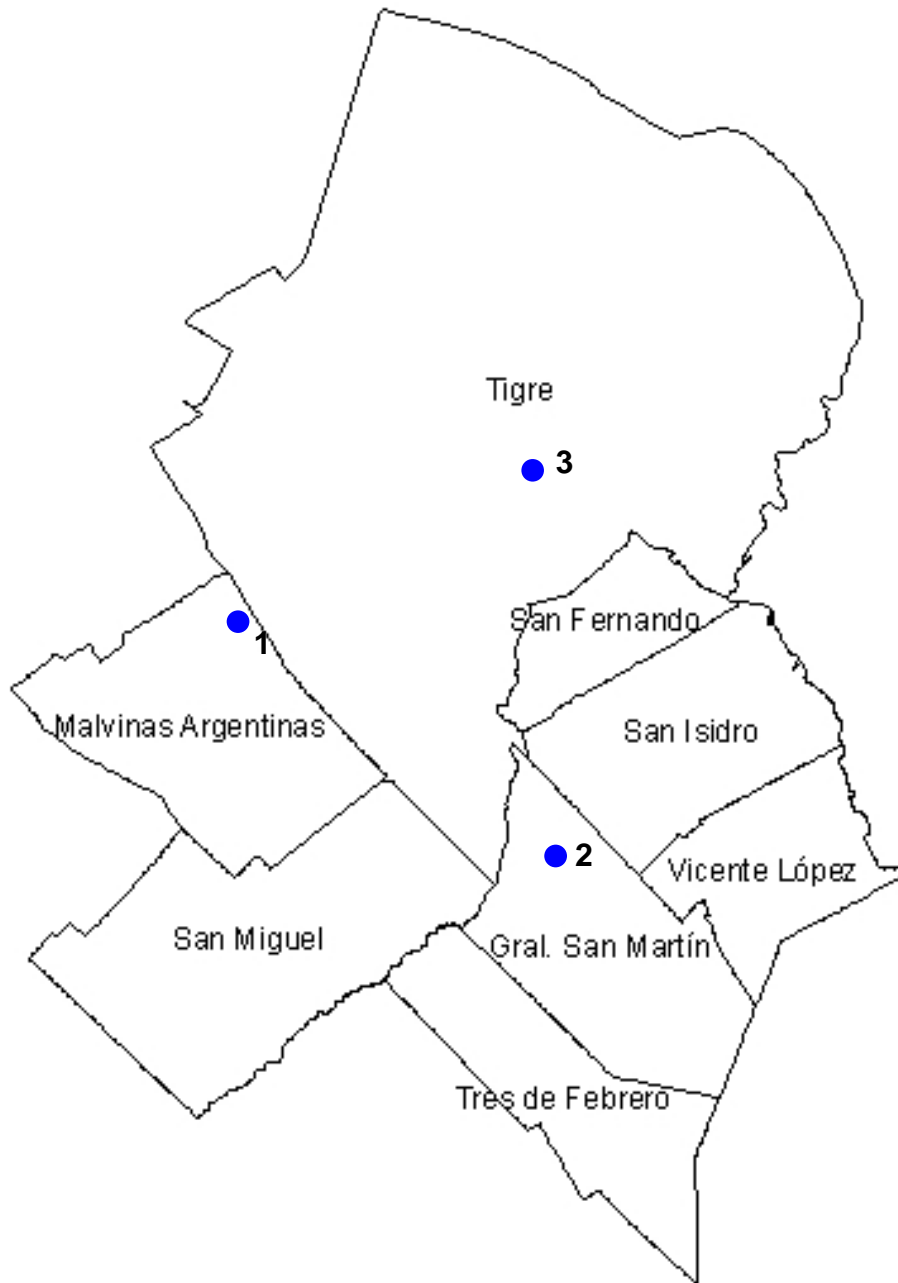 Tigre
3
San Fernando
1
Malvinas Argentinas
San Isidro
2
Vicente López
San Miguel
Gral. San Martín
Tres de Febrero